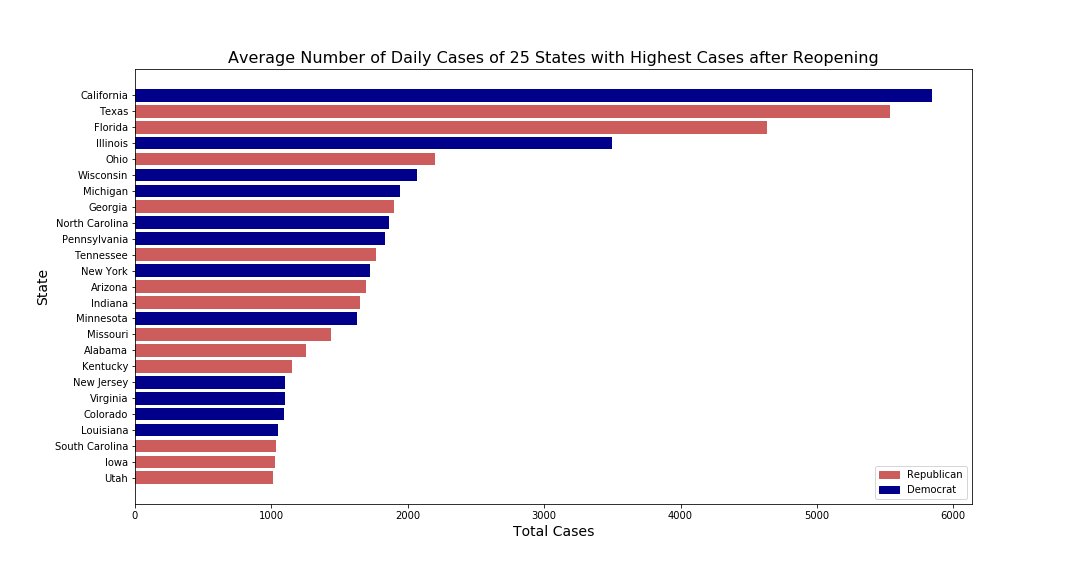 Average Number of Daily Cases of 25 States with Highest Cases after Reopening
California
Texas
Florida
Illinois
Ohio
Wisconsin
Michigan
Georgia
North Carolina
Pennsylvania
Tennessee
New York
Arizona
Indiana
Minnesota
Missouri
Alabama
Kentucky
New Jersey
Virginia
Colorado
Louisiana
South Carolina
Iowa
Utah
State
Republican
Democrat
0 1000 2000 3000 4000 5000 6000
Total Cases